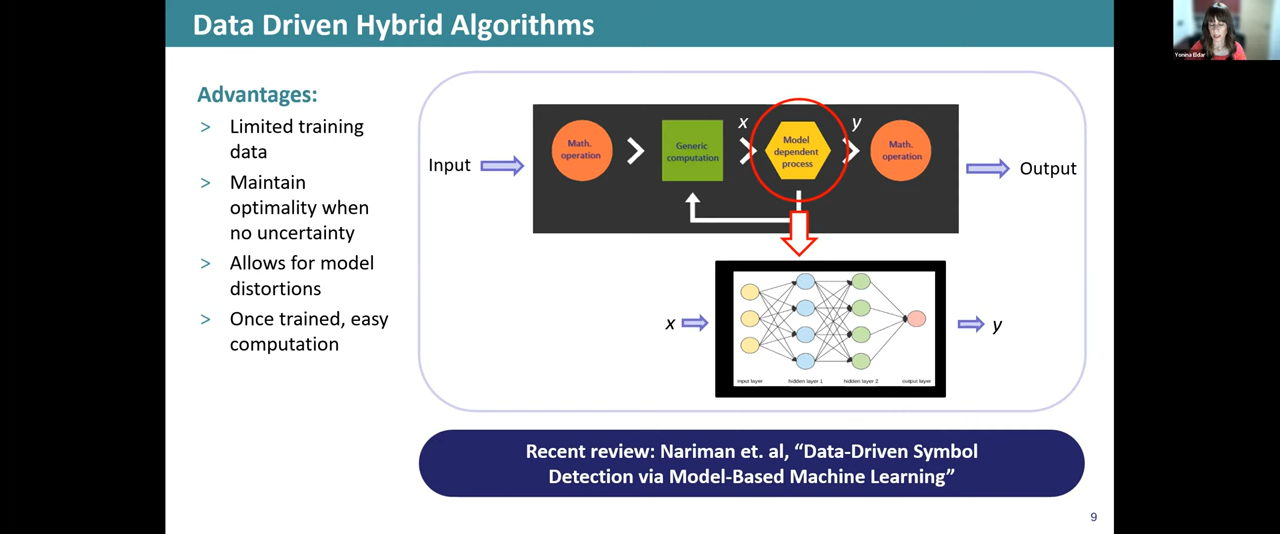 Data Driven Hybrid Algorithms
Yonina Eldar
Advantages:
> Limited training
data
> Maintain
optimality when
no uncertainty
> Allows for model
distortions
> Once trained, easy
computation
Input
Math.
operation
Generic
computation
x
Model
dependent
process
y
Math.
operation
Output
x
input layer
hidden layer 1
hidden layer 2
output layer
y
Recent review: Nariman et. al, “Data-Driven Symbol
Detection via Model-Based Machine Learning”
9